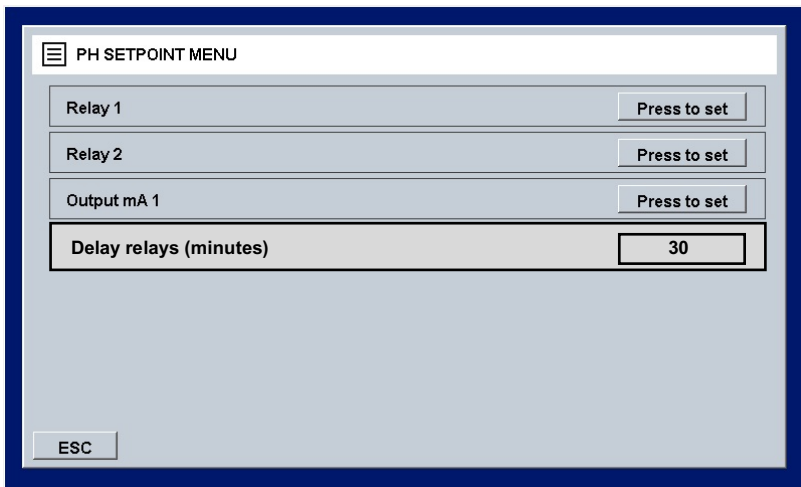 PH SETPOINT MENU
Relay 1 Press to set
Relay 2 Press to set
Output mA 1 Press to set
Delay relays (minutes) 30
ESC